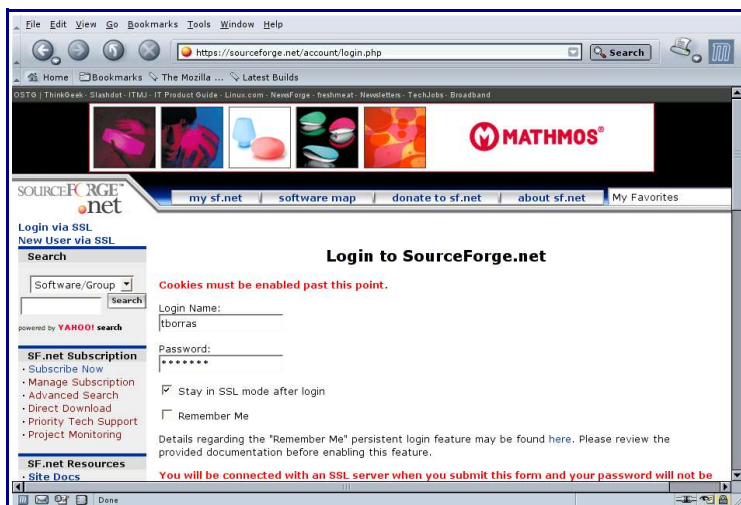 File Edit View Go Bookmarks Tools Window Help
https://sourceforge.net/account/login.php
Search
Home Bookmarks The Mozilla ... Latest Builds
OSTG | ThinkGeek - Slashdot - ITMJ - IT Product Guide - Linux.com - NewsForge - freshmeat - Newsletters - TechJobs - Broadband
MATHMOS®
SOURCEFORGE™
.net
my sf.net software map donate to sf.net about sf.net My Favorites
Login via SSL
New User via SSL
Search
Software/Group
Search
powered by YAHOO! search
SF.net Subscription
· Subscribe Now
· Manage Subscription
· Advanced Search
· Direct Download
· Priority Tech Support
· Project Monitoring
SF.net Resources
· Site Docs
Login to SourceForge.net
Cookies must be enabled past this point.
Login Name:
tborras
Password:
*******
Stay in SSL mode after login
Remember Me
Details regarding the "Remember Me" persistent login feature may be found here. Please review the
provided documentation before enabling this feature.
You will be connected with an SSL server when you submit this form and your password will not be
Done